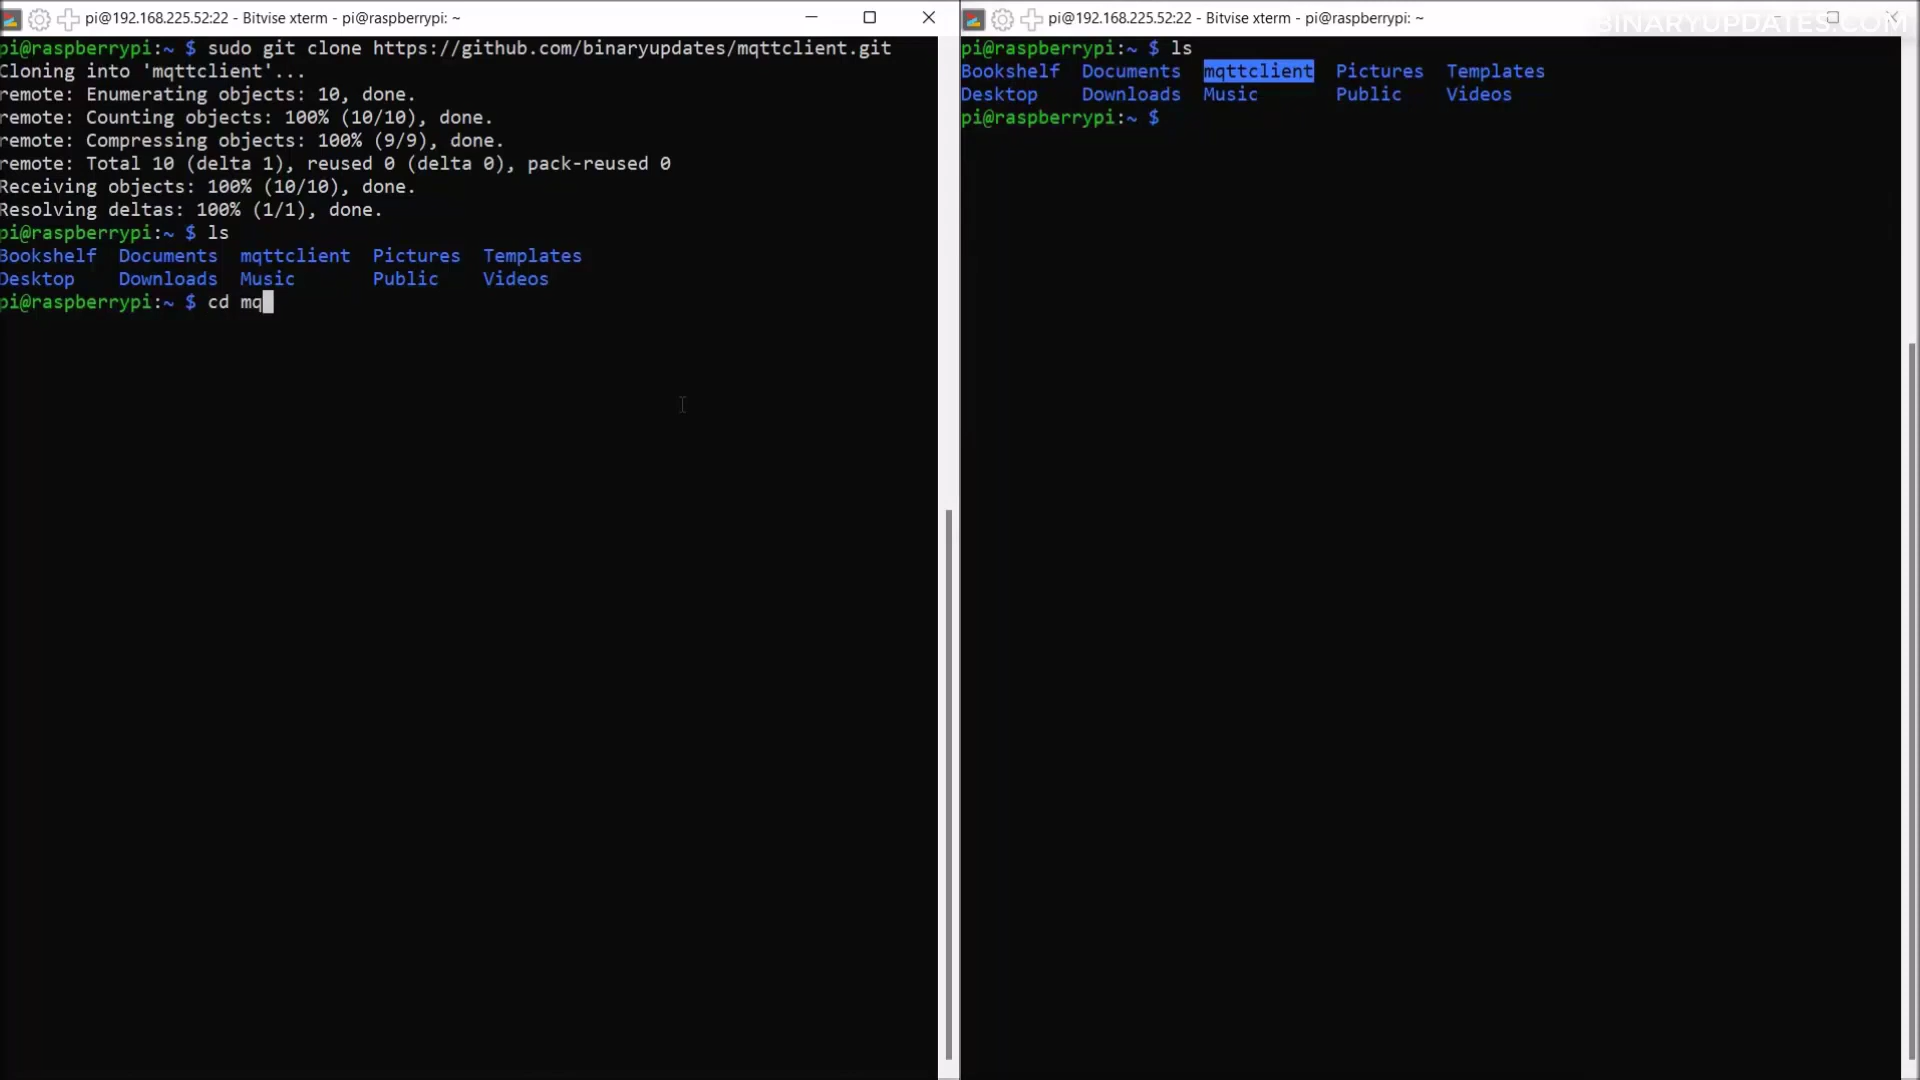 pi@192.168.225.52:22 - Bitvise xterm - pi@raspberrypi: ~
pi@raspberrypi:~ $ sudo git clone https://github.com/binaryupdates/mqttclient.git
Cloning into 'mqttclient'...
remote: Enumerating objects: 10, done.
remote: Counting objects: 100% (10/10), done.
remote: Compressing objects: 100% (9/9), done.
remote: Total 10 (delta 1), reused 0 (delta 0), pack-reused 0
Receiving objects: 100% (10/10), done.
Resolving deltas: 100% (1/1), done.
pi@raspberrypi:~ $ ls
Bookshelf Documents mqttclient Pictures Templates
Desktop Downloads Music Public Videos
pi@raspberrypi:~ $ cd mq
pi@192.168.225.52:22 - Bitvise xterm - pi@raspberrypi: ~
BINARYUPDATES.COM
pi@raspberrypi:~ $ ls
Bookshelf Documents mqttclient Pictures Templates
Desktop Downloads Music Public Videos
pi@raspberrypi:~ $